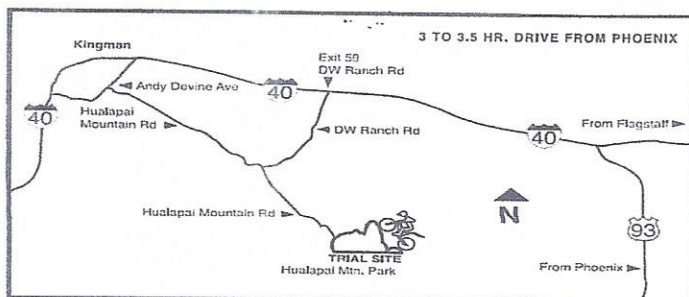 3 TO 3.5 HR. DRIVE FROM PHOENIX
Kingman
Exit 59
DW Ranch Rd
Andy Devine Ave
40
40
Hualapai
Mountain Rd
DW Ranch Rd
40
From Flagstaff
Hualapai Mountain Rd
N
93
TRIAL SITE
Hualapai Mtn. Park
From Phoenix